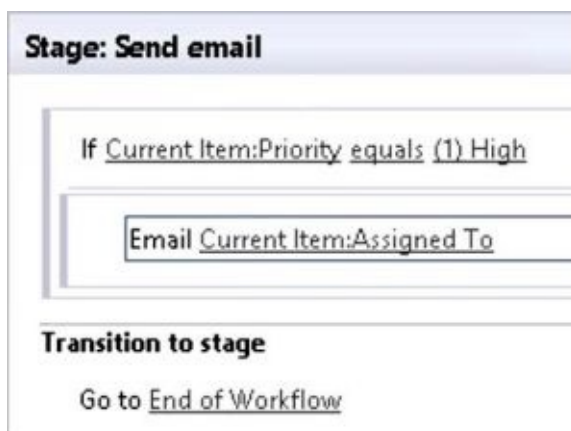 Stage: Send email
If Current Item:Priority equals (1) High
Email Current Item:Assigned To
Transition to stage
Go to End of Workflow